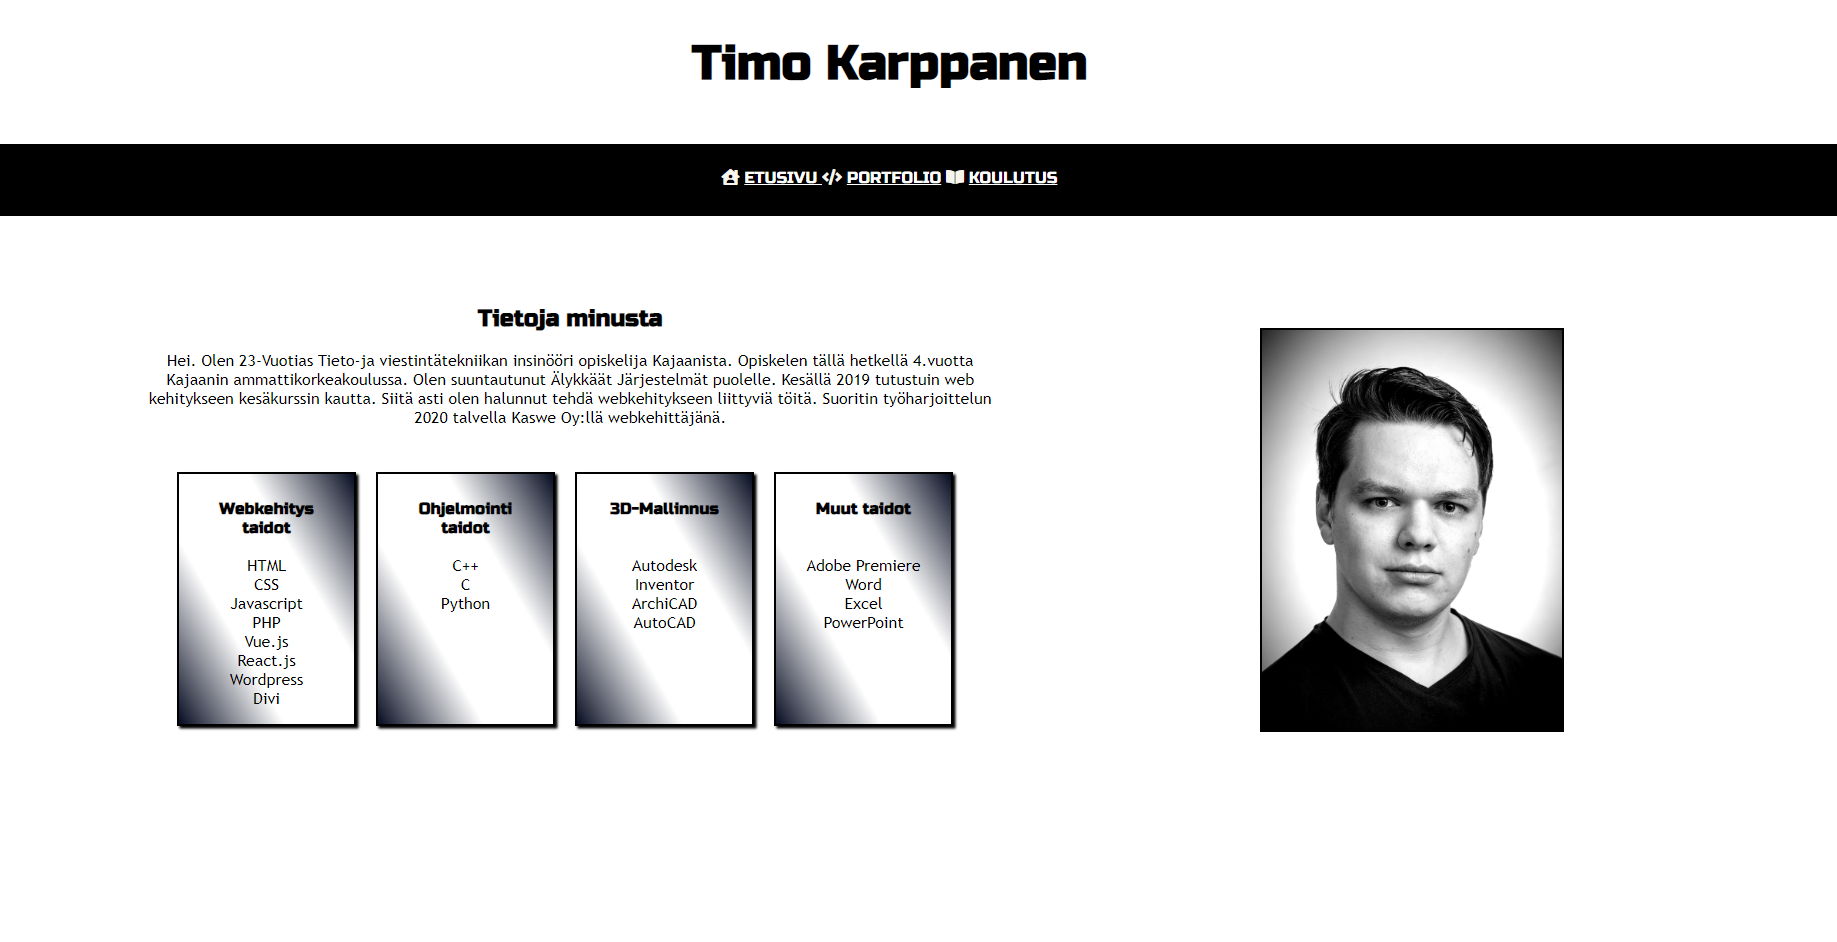 Timo Karppanen
ETUSIVU PORTFOLIO KOULUTUS
Tietoja minusta
Hei. Olen 23-Vuotias Tieto-ja viestintätekniikan insinööri opiskelija Kajaanista. Opiskelen tällä hetkellä 4.vuotta
Kajaanin ammattikorkeakoulussa. Olen suuntautunut Älykkäät Järjestelmät puolelle. Kesällä 2019 tutustuin web
kehitykseen kesäkurssin kautta. Siitä asti olen halunnut tehdä webkehitykseen liittyviä töitä. Suoritin työharjoittelun
2020 talvella Kaswe Oy:llä webkehittäjänä.
Webkehitys
taidot
HTML
CSS
Javascript
PHP
Vue.js
React.js
Wordpress
Divi
Ohjelmointi
taidot
C++
C
Python
3D-Mallinnus
Autodesk
Inventor
ArchiCAD
AutoCAD
Muut taidot
Adobe Premiere
Word
Excel
PowerPoint